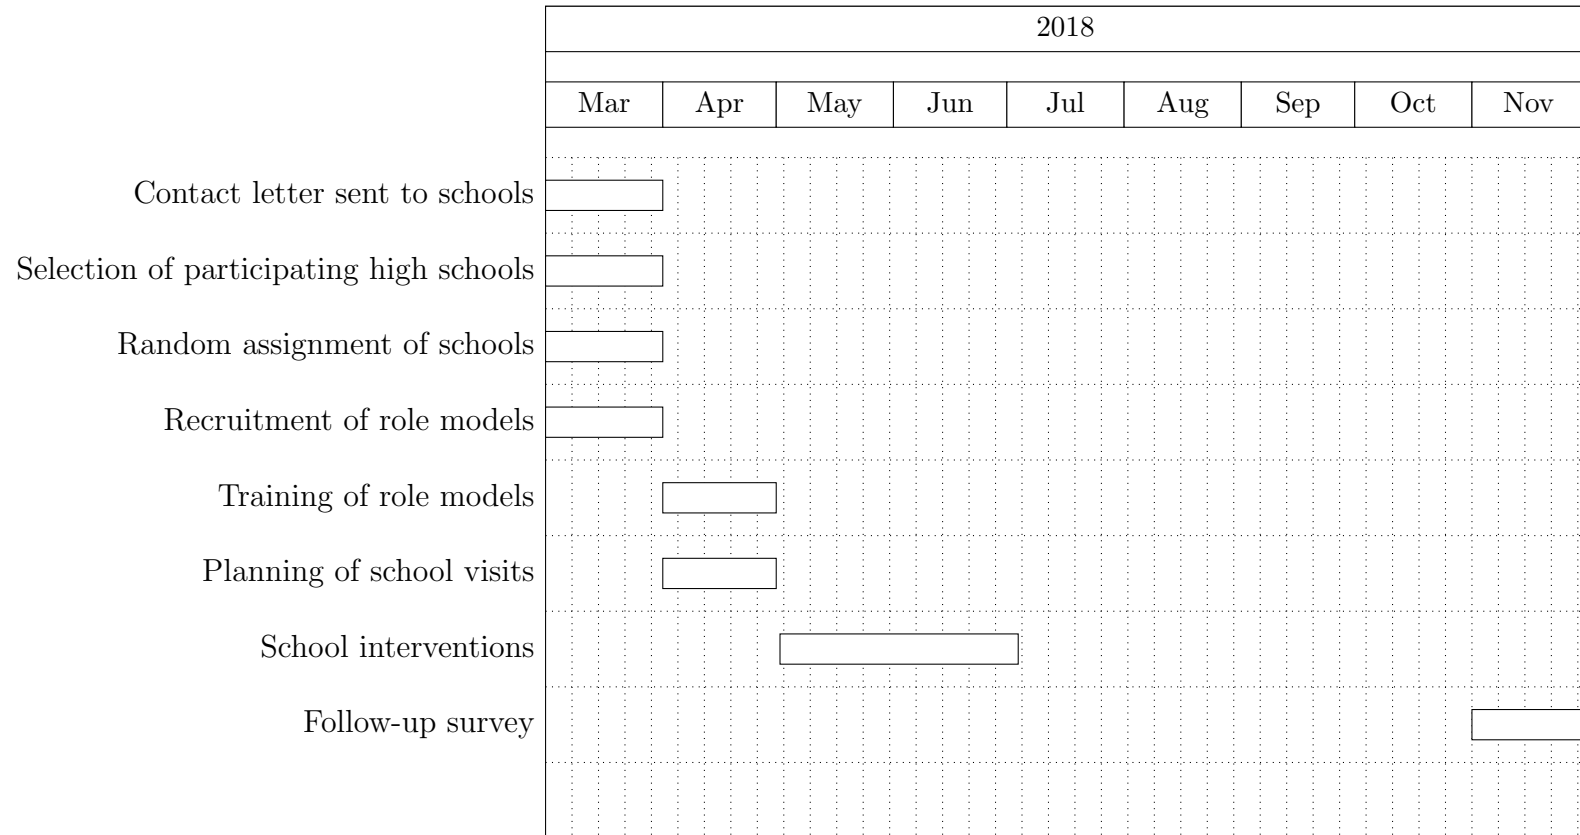 2018
Mar Apr May Jun Jul Aug Sep Oct Nov
Contact letter sent to schools
Selection of participating high schools
Random assignment of schools
Recruitment of role models
Training of role models
Planning of school visits
School interventions
Follow-up survey